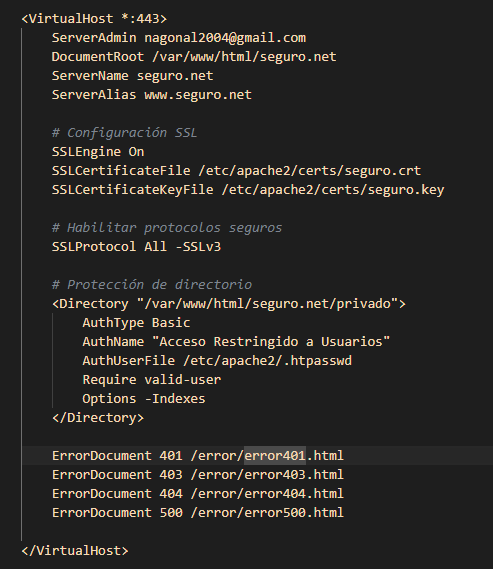 <VirtualHost *:443>
ServerAdmin nagonal2004@gmail.com
DocumentRoot /var/www/html/seguro.net
ServerName seguro.net
ServerAlias www.seguro.net
# Configuración SSL
SSLEngine On
SSLCertificateFile /etc/apache2/certs/seguro.crt
SSLCertificateKeyFile /etc/apache2/certs/seguro.key
# Habilitar protocolos seguros
SSLProtocol All -SSLv3
# Protección de directorio
<Directory "/var/www/html/seguro.net/privado">
AuthType Basic
AuthName "Acceso Restringido a Usuarios"
AuthUserFile /etc/apache2/.htpasswd
Require valid-user
Options -Indexes
</Directory>
ErrorDocument 401 /error/error401.html
ErrorDocument 403 /error/error403.html
ErrorDocument 404 /error/error404.html
ErrorDocument 500 /error/error500.html
</VirtualHost>